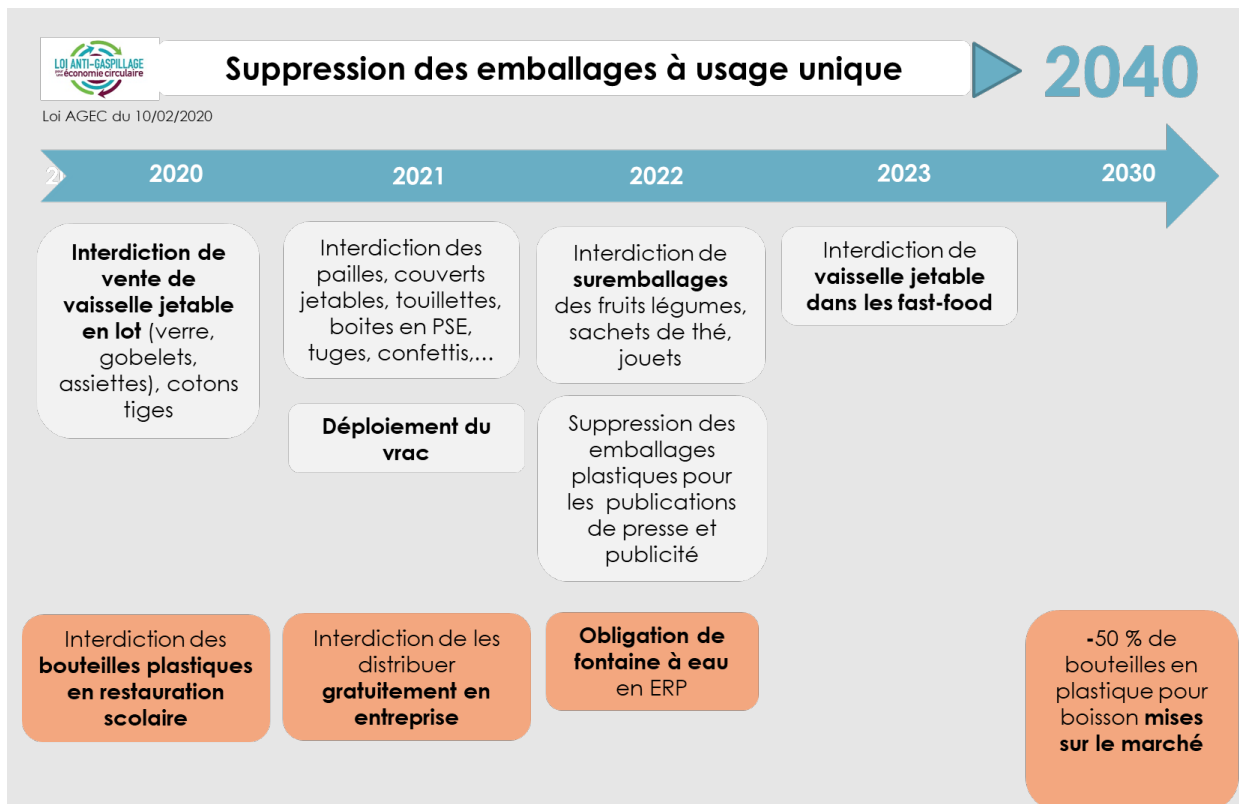 LOI ANTI-GASPILLAGE
pour
une
économie circulaire
Suppression des emballages à usage unique
2040
Loi AGEC du 10/02/2020
2020
2021
2022
2023
2030
Interdiction de
vente de
vaisselle jetable
en lot (verre,
gobelets,
assiettes), cotons
tiges
Interdiction des
pailles, couverts
jetables, touillettes,
boites en PSE,
tuges, confettis,...
Déploiement du
vrac
Interdiction de
suremballages
des fruits légumes,
sachets de thé,
jouets
Suppression des
emballages
plastiques pour
les publications
de presse et
publicité
Interdiction de
vaisselle jetable
dans les fast-food
Interdiction des
bouteilles plastiques
en restauration
scolaire
Interdiction de les
distribuer
gratuitement en
entreprise
Obligation de
fontaine à eau
en ERP
-50 % de
bouteilles en
plastique pour
boisson mises
sur le marché